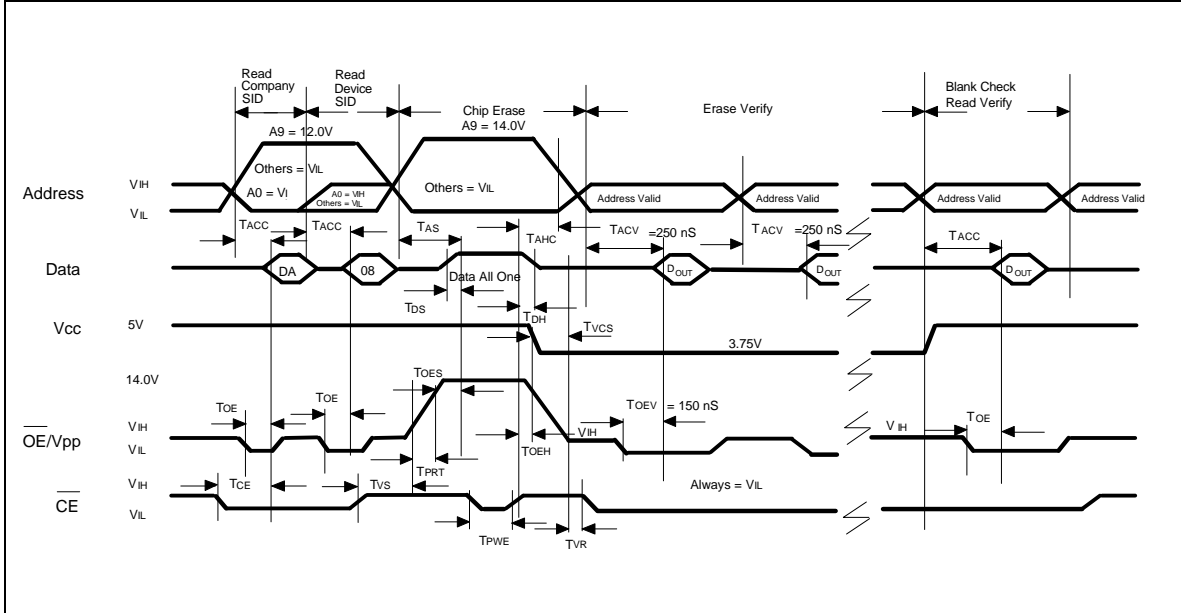 Read
Company
SID
Read
Device
SID
Chip Erase
A9 = 14.0V
Erase Verify
Blank Check
Read Verify
A9 = 12.0V
Others = VIL
A0 = VI
A0 = VIH
Others = VIL
Others = VIL
Address
VIH
VIL
Address Valid
Address Valid
Address Valid
Address Valid
TACC
TACC
TAS
TAHC
TACV =250 nS
TACV =250 nS
TACC
Data
DA
08
Data All One
DOUT
DOUT
DOUT
TDS
TDH
Vcc
5V
TVCS
3.75V
14.0V
TOE
TOE
TOES
TOEV = 150 nS
TOE
OE/Vpp
VIH
VIL
VIH
VIH
TOEH
TPRT
CE
VIH
VIL
TCE
TVS
Always = VIL
TPWE
TVR